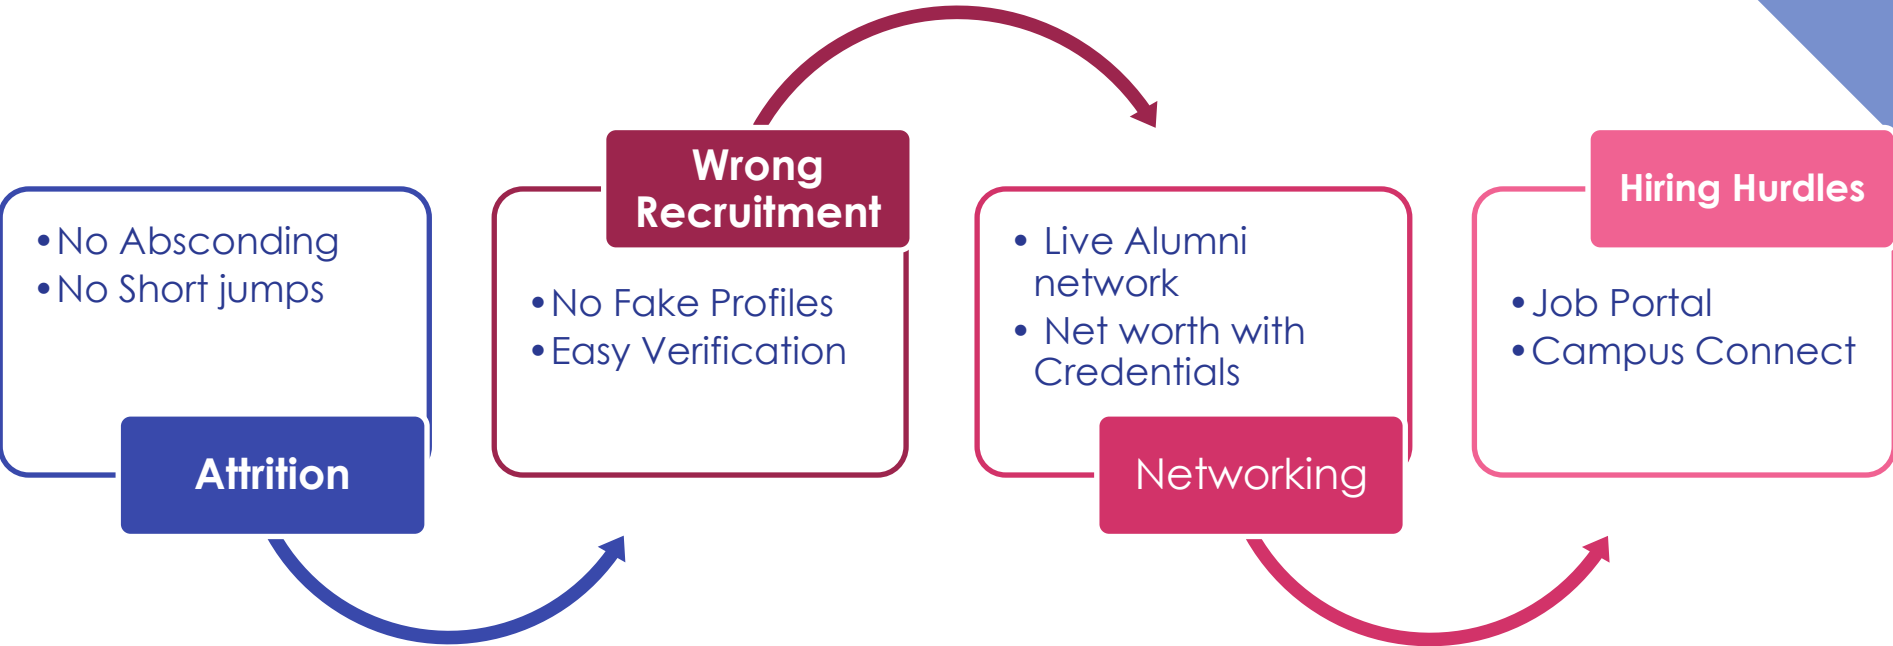 • No Absconding
• No Short jumps
Attrition
Wrong
Recruitment
• No Fake Profiles
• Easy Verification
• Live Alumni
network
• Net worth with
Credentials
Networking
Hiring Hurdles
• Job Portal
• Campus Connect